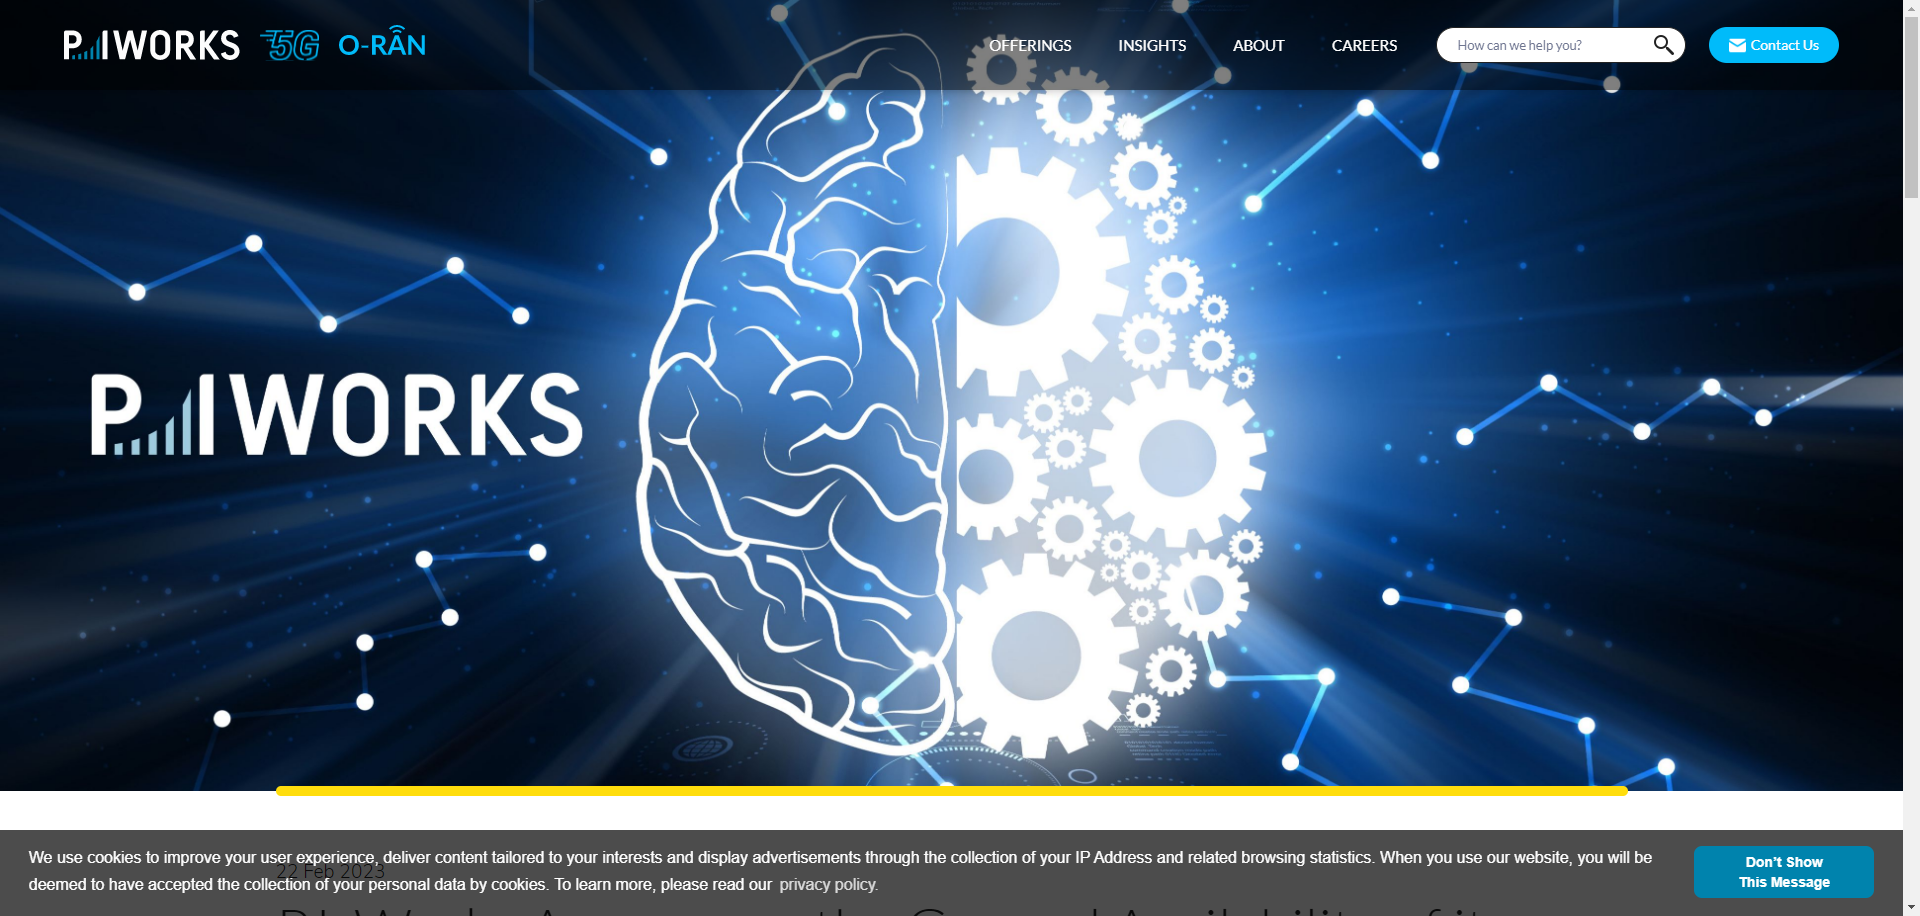 P.I WORKS 5G O-RAN OFFERINGS INSIGHTS ABOUT CAREERS How can we help you? Contact Us
P.I WORKS
22 Feb 2023
We use cookies to improve your user experience, deliver content tailored to your interests and display advertisements through the collection of your IP Address and related browsing statistics. When you use our website, you will be
deemed to have accepted the collection of your personal data by cookies. To learn more, please read our privacy policy.
Don't Show
This Message